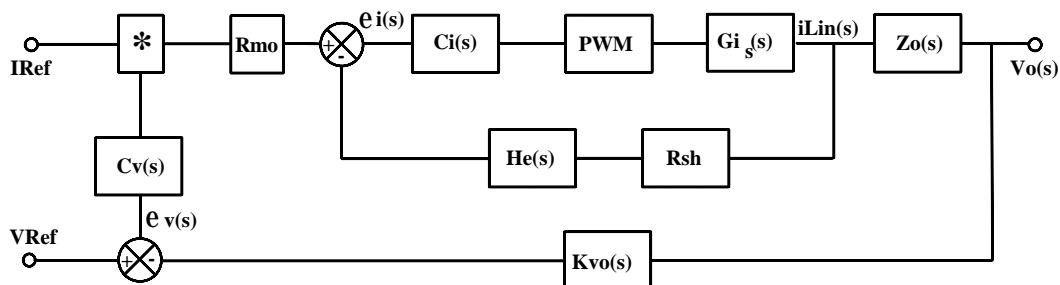 e i(s)
iLin(s)
IRef
*
Rmo
+
-
Ci(s)
PWM
Gi s(s)
Zo(s)
Vo(s)
Cv(s)
He(s)
Rsh
e v(s)
VRef
+
-
Kvo(s)